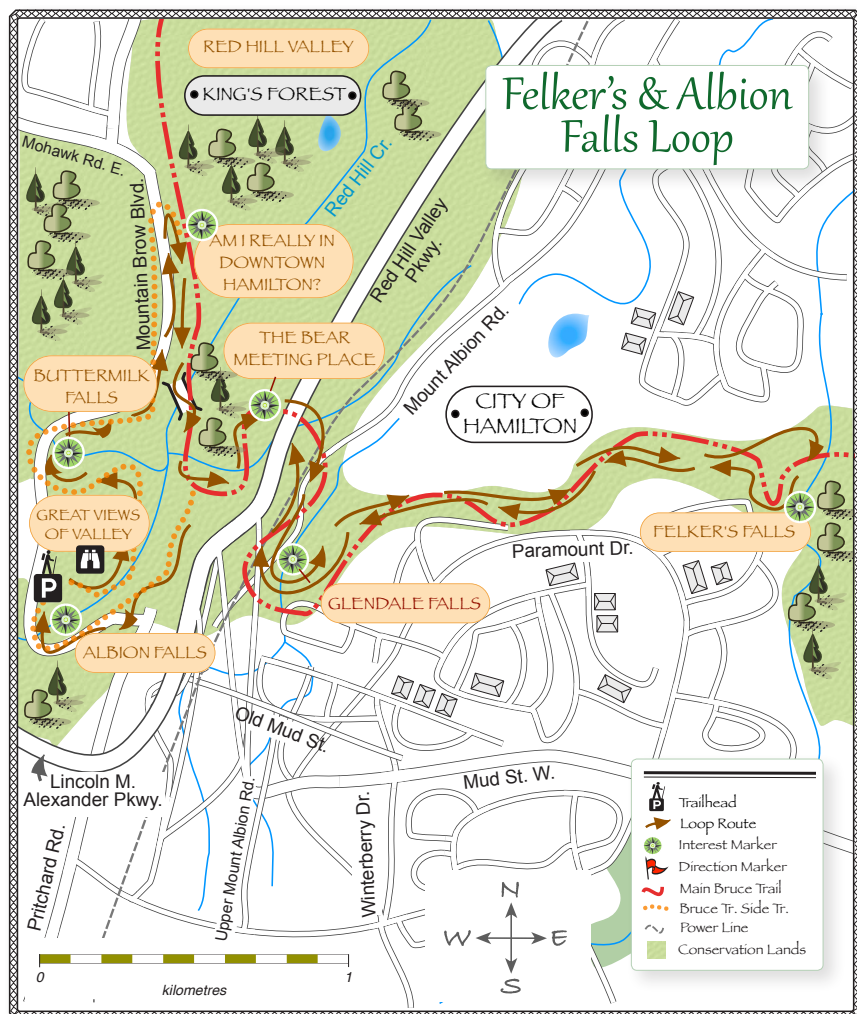 RED HILL VALLEY
KING'S FOREST
Felker's & Albion
Falls Loop
Mohawk Rd. E.
Red Hill Cr.
Mountain Brow Blvd.
Red Hill Valley
Pkwy.
AM I REALLY IN
DOWNTOWN
HAMILTON?
THE BEAR
MEETING PLACE
Mount Albion Rd.
BUTTERMILK
FALLS
CITY OF
HAMILTON
GREAT VIEWS
OF VALLEY
FELKER'S FALLS
Paramount Dr.
P
GLENDALE FALLS
ALBION FALLS
Old Mud St.
Lincoln M.
Alexander Pkwy.
Mud St. W.
Pritchard Rd.
Upper Mount Albion Rd.
Winterberry Dr.
P
Trailhead
Loop Route
Interest Marker
Direction Marker
Main Bruce Trail
Bruce Tr. Side Tr.
Power Line
Conservation Lands
N
W E
S
0 1
kilometres